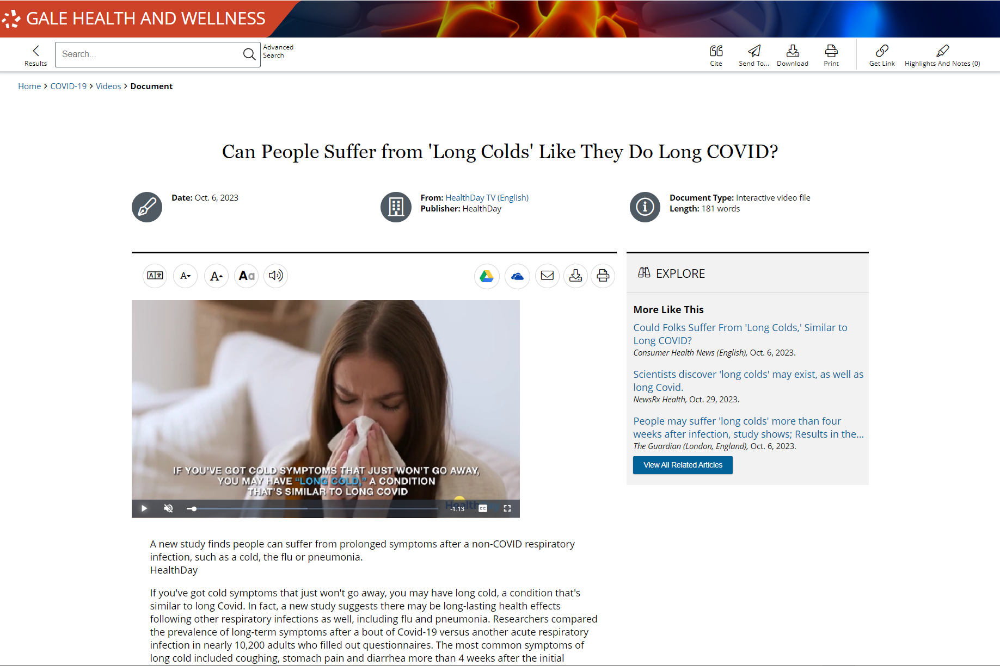 GALE HEALTH AND WELLNESS
Results
Search...
Advanced
Search
Cite
Send To...
Download
Print
Get Link
Highlights And Notes (0)
Home > COVID-19 > Videos > Document
Can People Suffer from 'Long Colds' Like They Do Long COVID?
Date: Oct. 6, 2023
From: HealthDay TV (English)
Publisher: HealthDay
Document Type: Interactive video file
Length: 181 words
A
A
Aa
EXPLORE
More Like This
Could Folks Suffer From 'Long Colds,' Similar to
Long COVID?
Consumer Health News (English), Oct. 6, 2023.
Scientists discover 'long colds' may exist, as well as
long Covid.
NewsRx Health, Oct. 29, 2023.
People may suffer 'long colds' more than four
weeks after infection, study shows; Results in the...
The Guardian (London, England), Oct. 6, 2023.
View All Related Articles
IF YOU'VE GOT COLD SYMPTOMS THAT JUST WON'T GO AWAY,
YOU MAY HAVE "LONG COLD," A CONDITION
THAT'S SIMILAR TO LONG COVID
-1:13
CC
A new study finds people can suffer from prolonged symptoms after a non-COVID respiratory
infection, such as a cold, the flu or pneumonia.
HealthDay
If you've got cold symptoms that just won't go away, you may have long cold, a condition that's
similar to long Covid. In fact, a new study suggests there may be long-lasting health effects
following other respiratory infections as well, including flu and pneumonia. Researchers compared
the prevalence of long-term symptoms after a bout of Covid-19 versus another acute respiratory
infection in nearly 10,200 adults who filled out questionnaires. The most common symptoms of
long cold included coughing, stomach pain and diarrhea more than 4 weeks after the initial